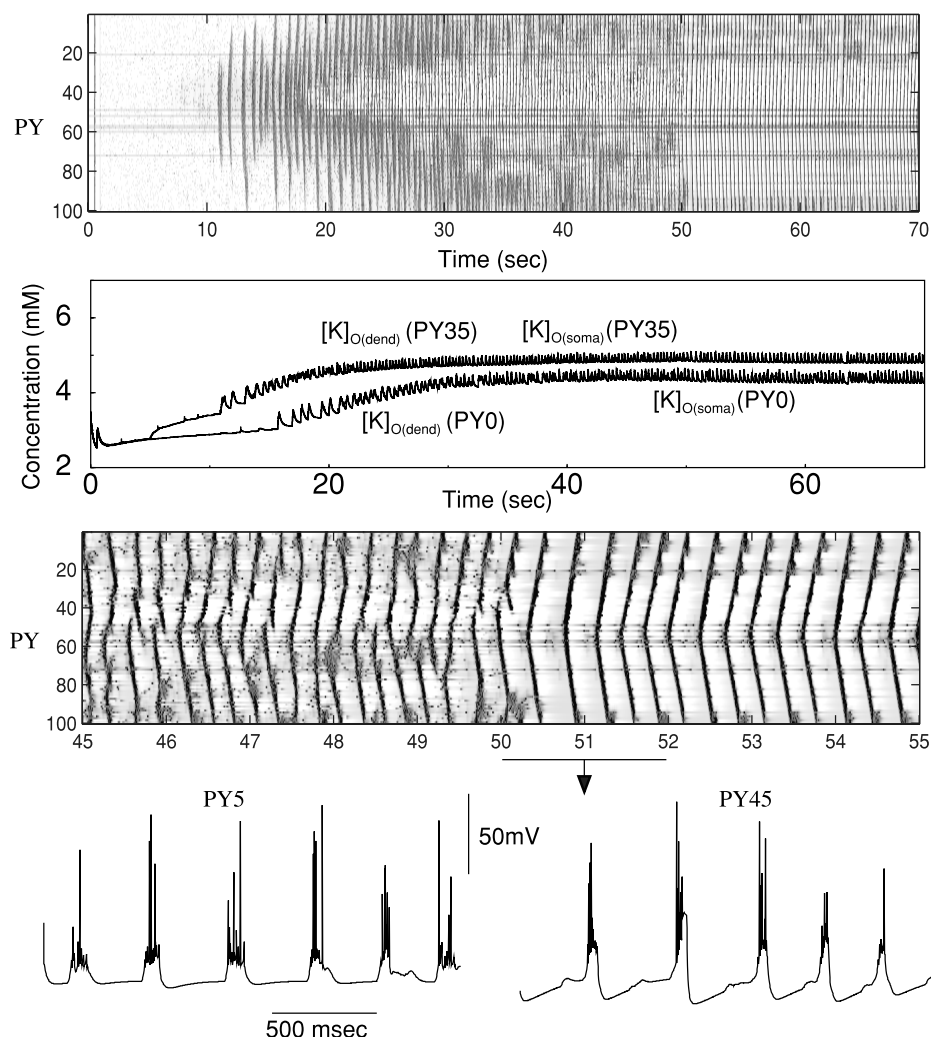 20
40
PY
60
80
100
0 10 20 30 40 50 60 70
Time (sec)
Concentration (mM)
6
4
2
[K]O(dend) (PY35) [K]O(soma) (PY35)
[K]O(dend) (PY0) [K]O(soma) (PY0)
0 20 40 60
Time (sec)
20
40
PY
60
80
100
45 46 47 48 49 50 51 52 53 54 55
PY5 PY45
50mV
500 msec